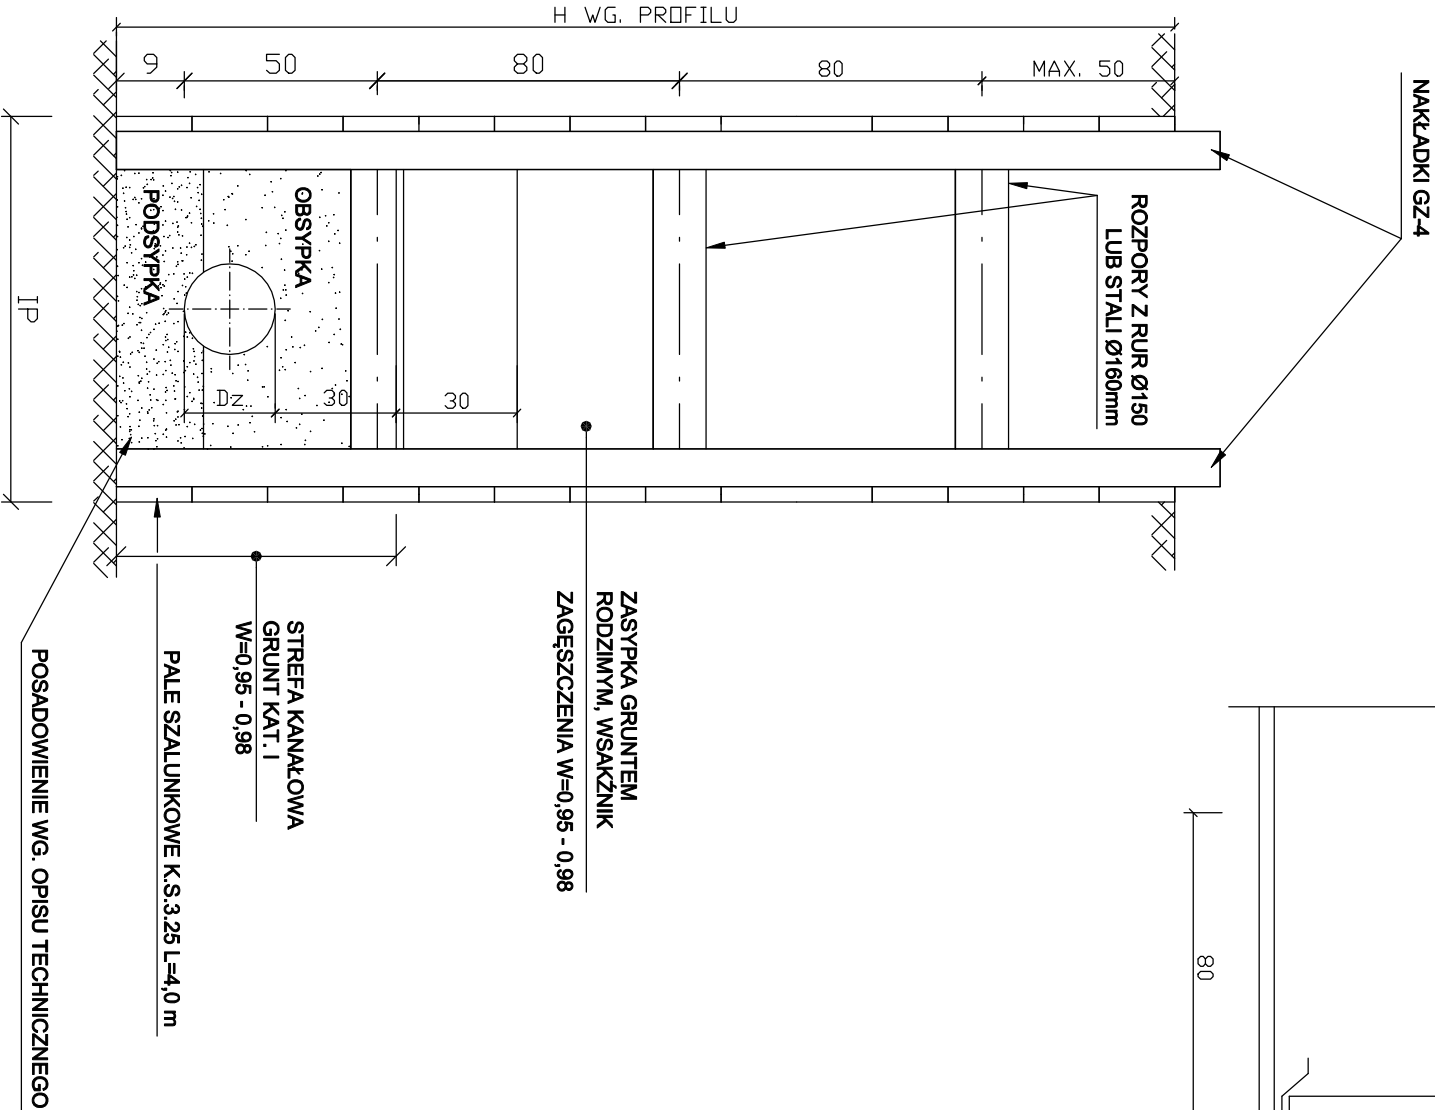 H WG. PROFILU
9
50
80
80
MAX. 50
NAKŁADKI GZ-4
ROZPORY Z RUR Ø150
LUB STALI Ø160mm
OBSYPKA
PODSYPKA
Dz.
30
30
IP
ZASYPKA GRUNTEM
RODZIMYM, WSAKŹNIK
ZAGĘSZCZENIA W=0,95 - 0,98
STREFA KANAŁOWA
GRUNT KAT. I
W=0,95 - 0,98
PALE SZALUNKOWE K.S.3.25 L=4,0 m
POSADOWIENIE WG. OPISU TECHNICZNEGO
80